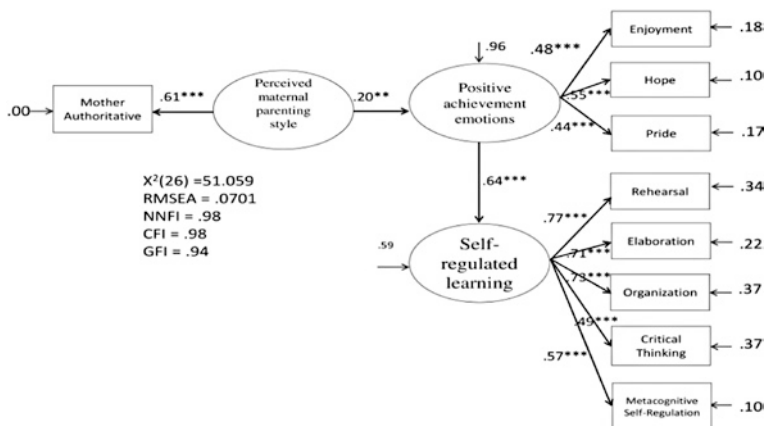 .96
.48***
Enjoyment
.18
Perceived
maternal
parenting
style
Positive
achievement
emotions
.55***
Hope
.10
.00
Mother
Authoritative
.61***
.20**
.44***
Pride
.17
X²(26) =51.059
RMSEA = .0701
NNFI = .98
CFI = .98
GFI = .94
.64***
Rehearsal
.34
.77***
.59
Self-
regulated
learning
.71***
Elaboration
.22
.73***
Organization
.37
.49***
Critical
Thinking
.37
.57***
Metacognitive
Self-Regulation
.10